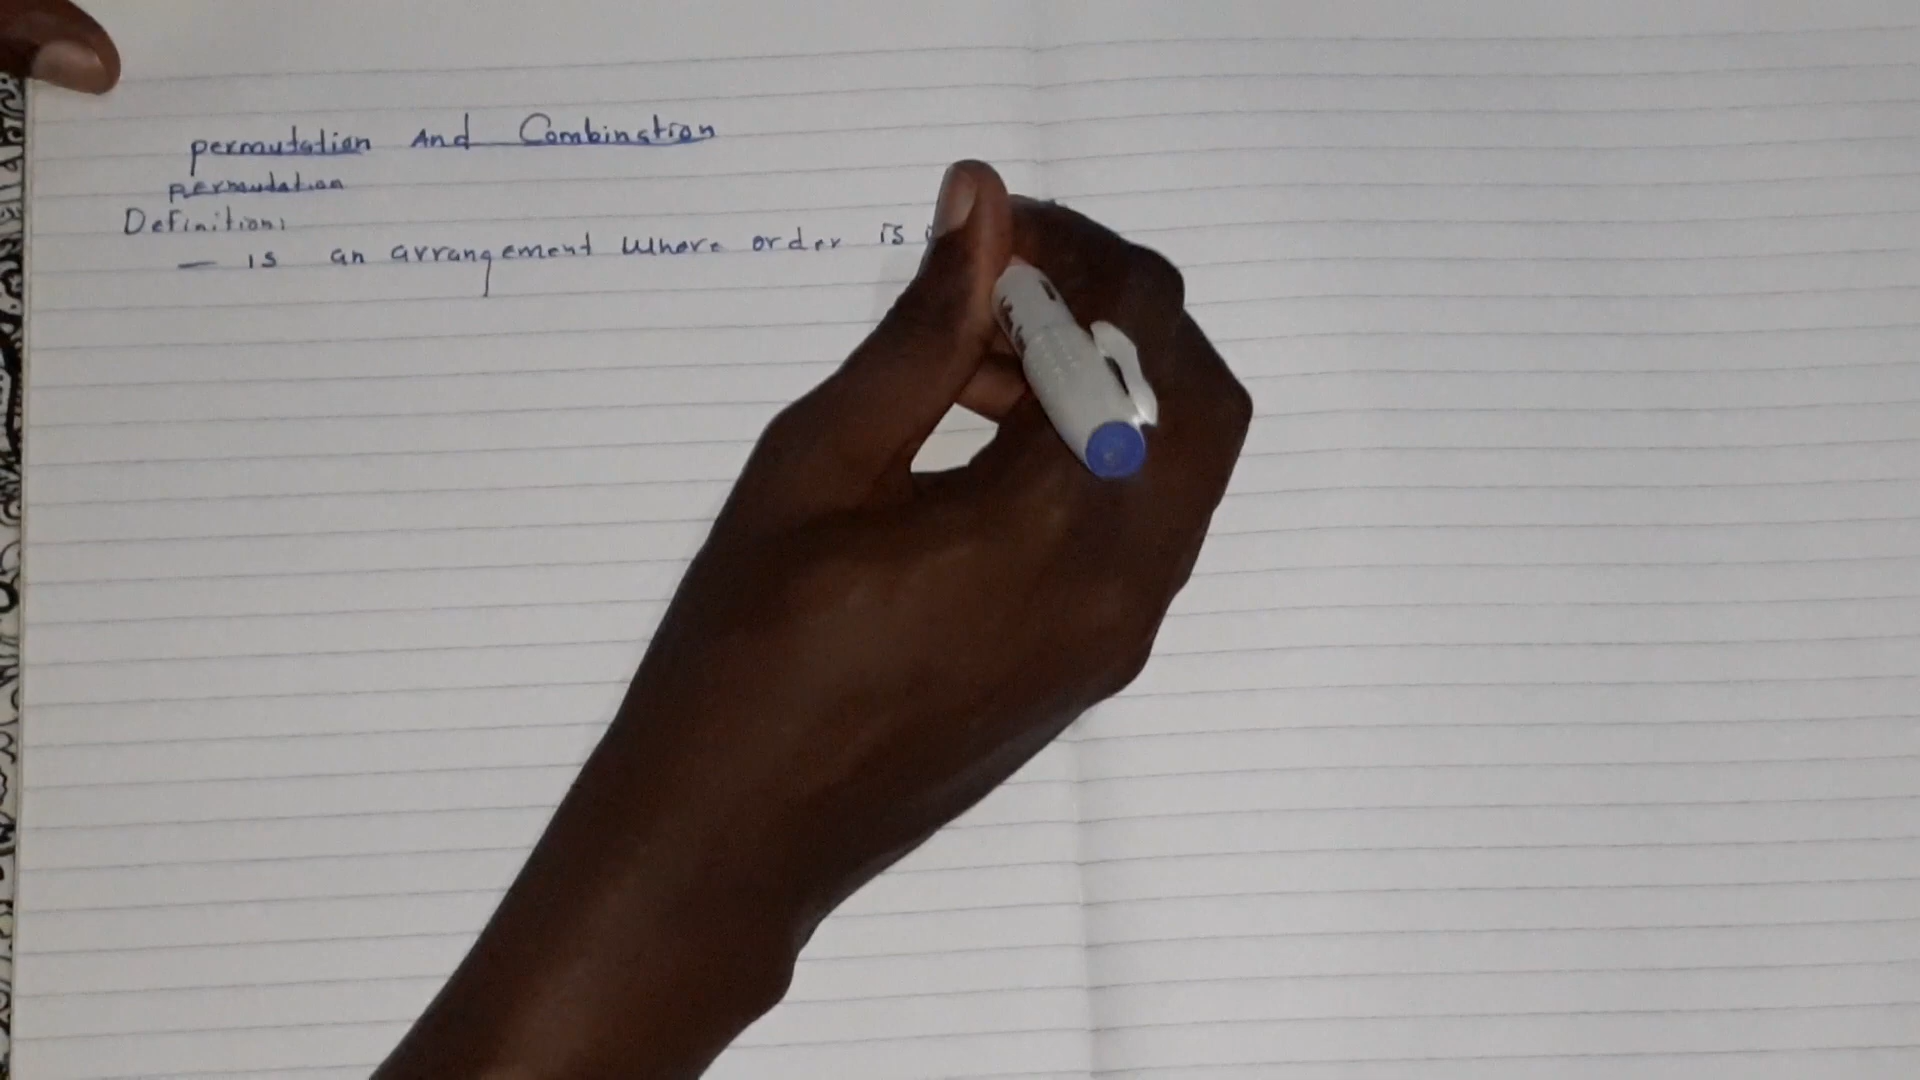 permutation And Combination
permutation
Definition:
— is an arrangement where order is